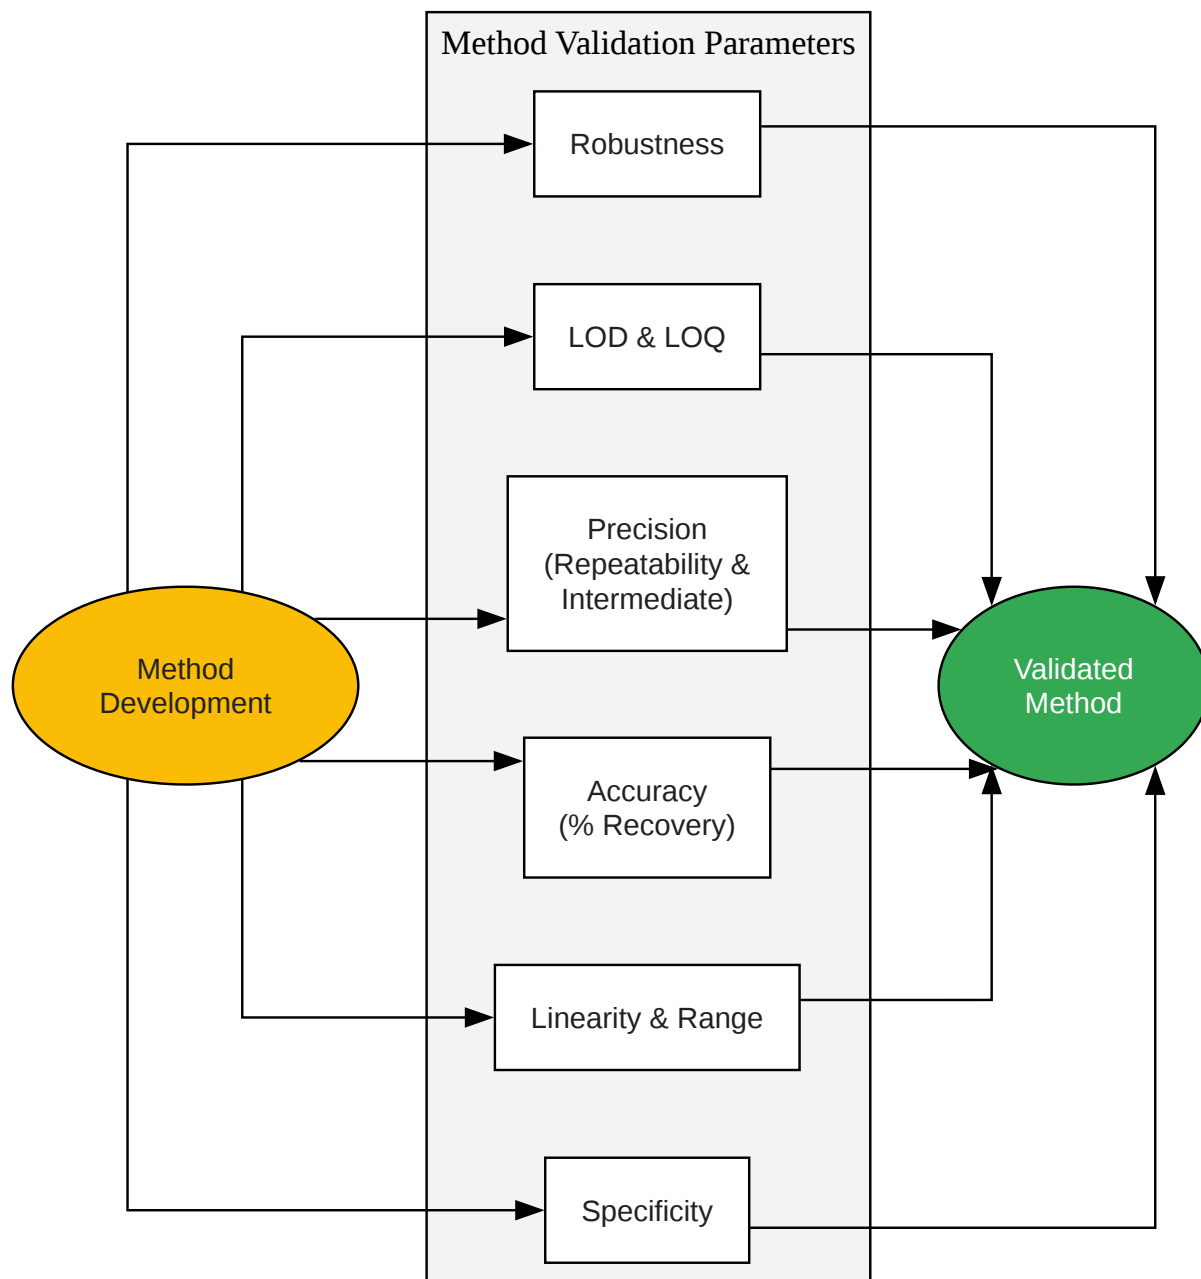 Method Validation Parameters
Robustness
LOD & LOQ
Precision
(Repeatability &
Intermediate)
Method
Development
Validated
Method
Accuracy
(% Recovery)
Linearity & Range
Specificity